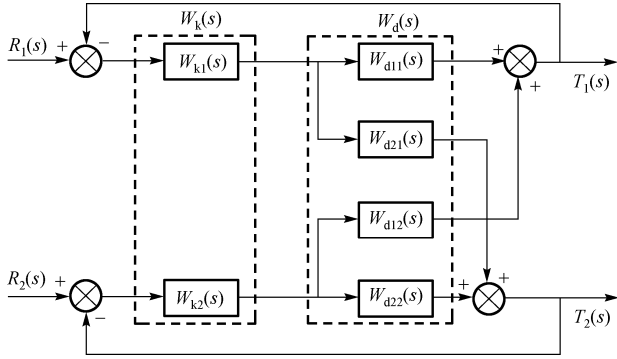 W_k(s) W_d(s)
R_1(s) + − W_k1(s) W_d11(s) + T_1(s)
+
W_d21(s)
W_d12(s)
R_2(s) + − W_k2(s) W_d22(s) + + T_2(s)